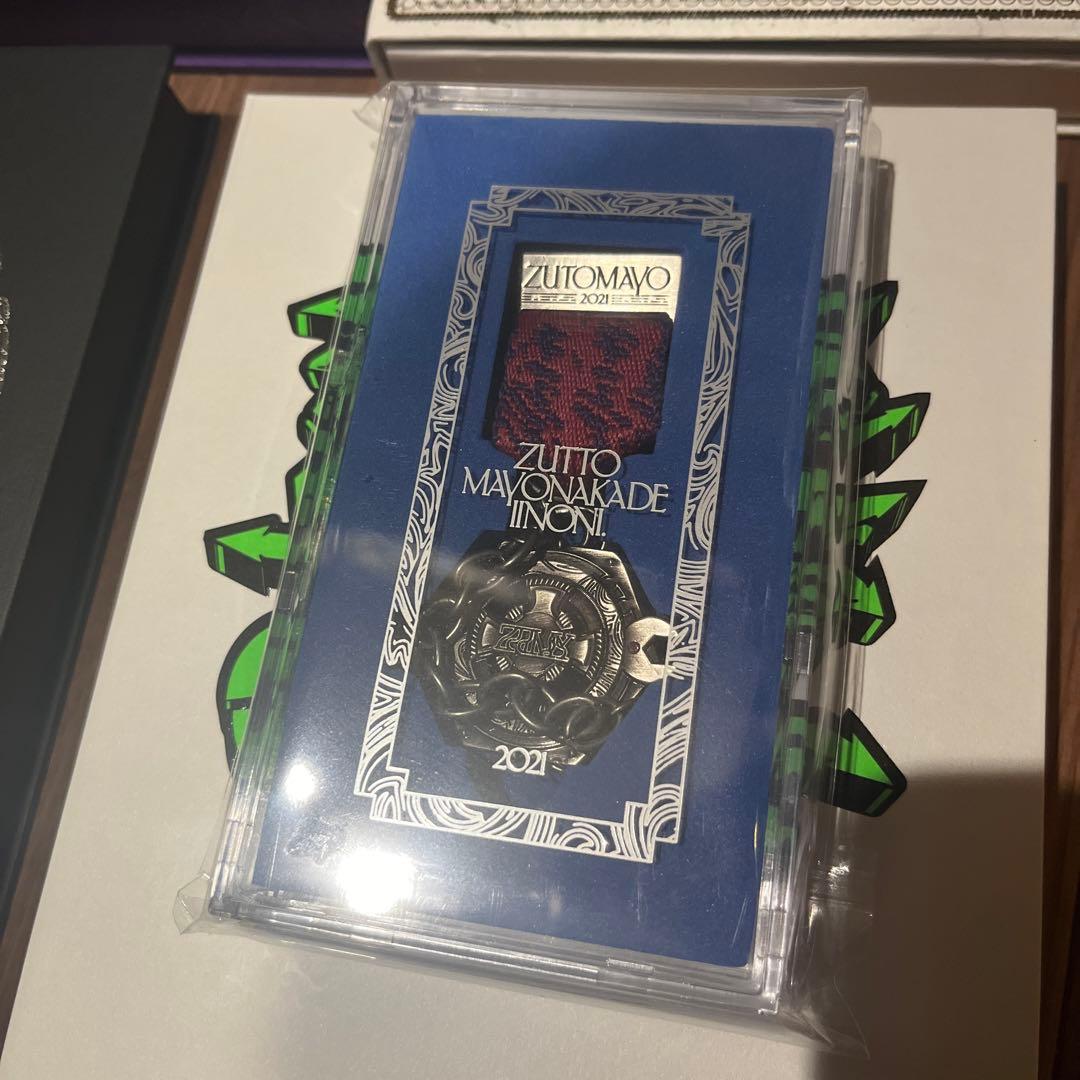 ZUTOMAYO
2021
ZUTTO
MAYONAKADE
IINONI.
2021